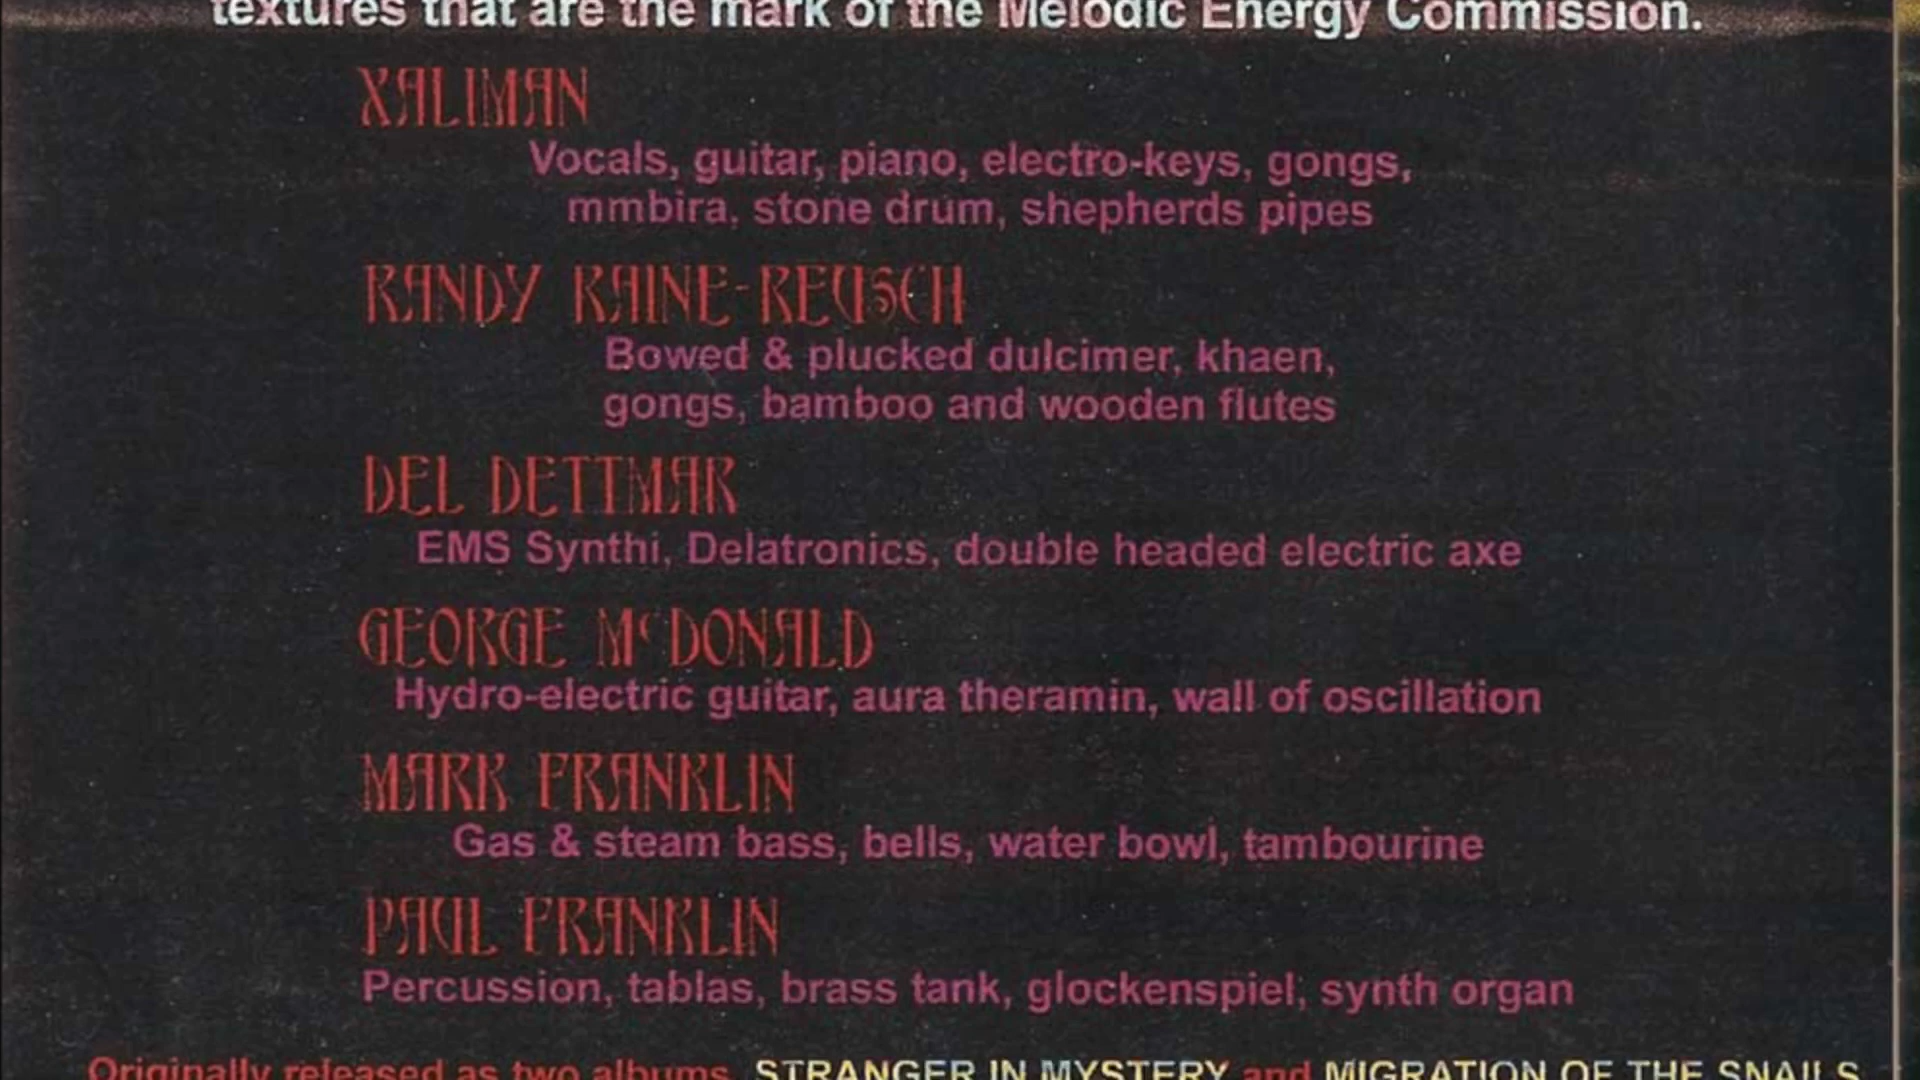 textures that are the mark of the Melodic Energy Commission.
XALIMAN
Vocals, guitar, piano, electro-keys, gongs,
mmbira, stone drum, shepherds pipes
RANDY RAINE-REUSCH
Bowed & plucked dulcimer, khaen,
gongs, bamboo and wooden flutes
DEL DETTMAR
EMS Synthi, Delatronics, double headed electric axe
GEORGE McDONALD
Hydro-electric guitar, aura theramin, wall of oscillation
MARK FRANKLIN
Gas & steam bass, bells, water bowl, tambourine
PAUL FRANKLIN
Percussion, tablas, brass tank, glockenspiel, synth organ
Originally released as two albums, STRANGER IN MYSTERY and MIGRATION OF THE SNAILS